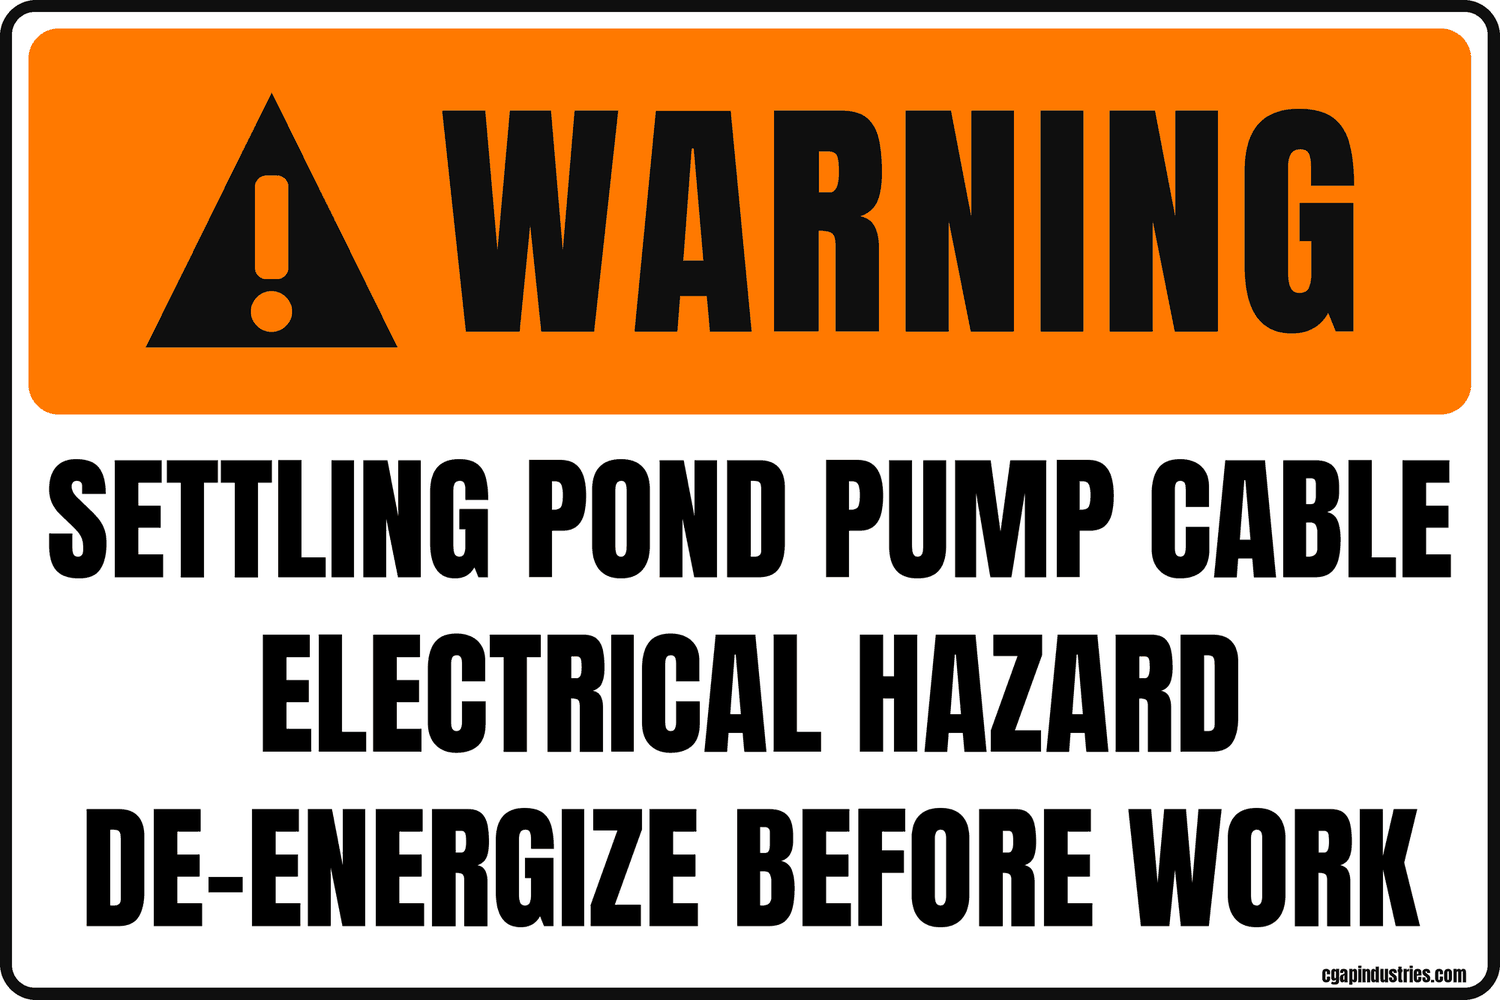 WARNING
SETTLING POND PUMP CABLE
ELECTRICAL HAZARD
DE-ENERGIZE BEFORE WORK
cgapindustries.com